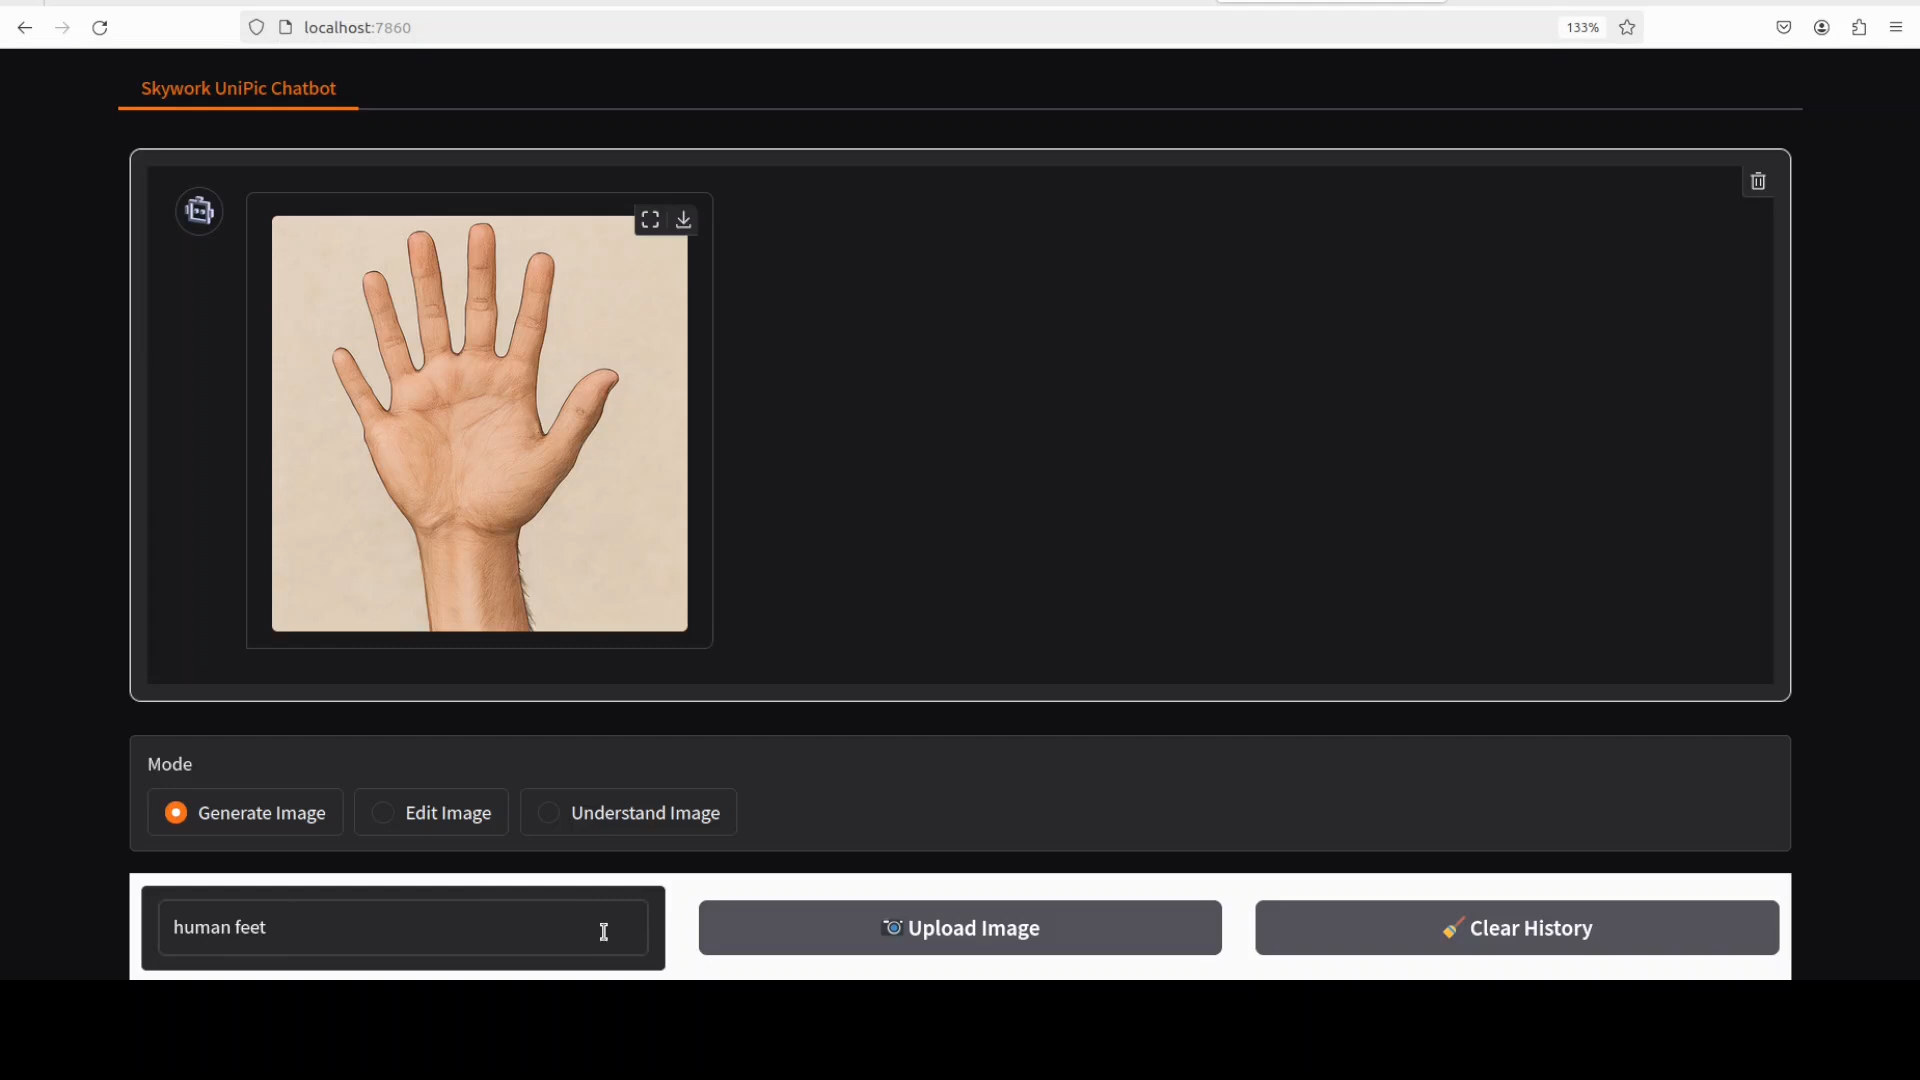 localhost:7860
133%
Skywork UniPic Chatbot
Mode
Generate Image
Edit Image
Understand Image
human feet
Upload Image
Clear History